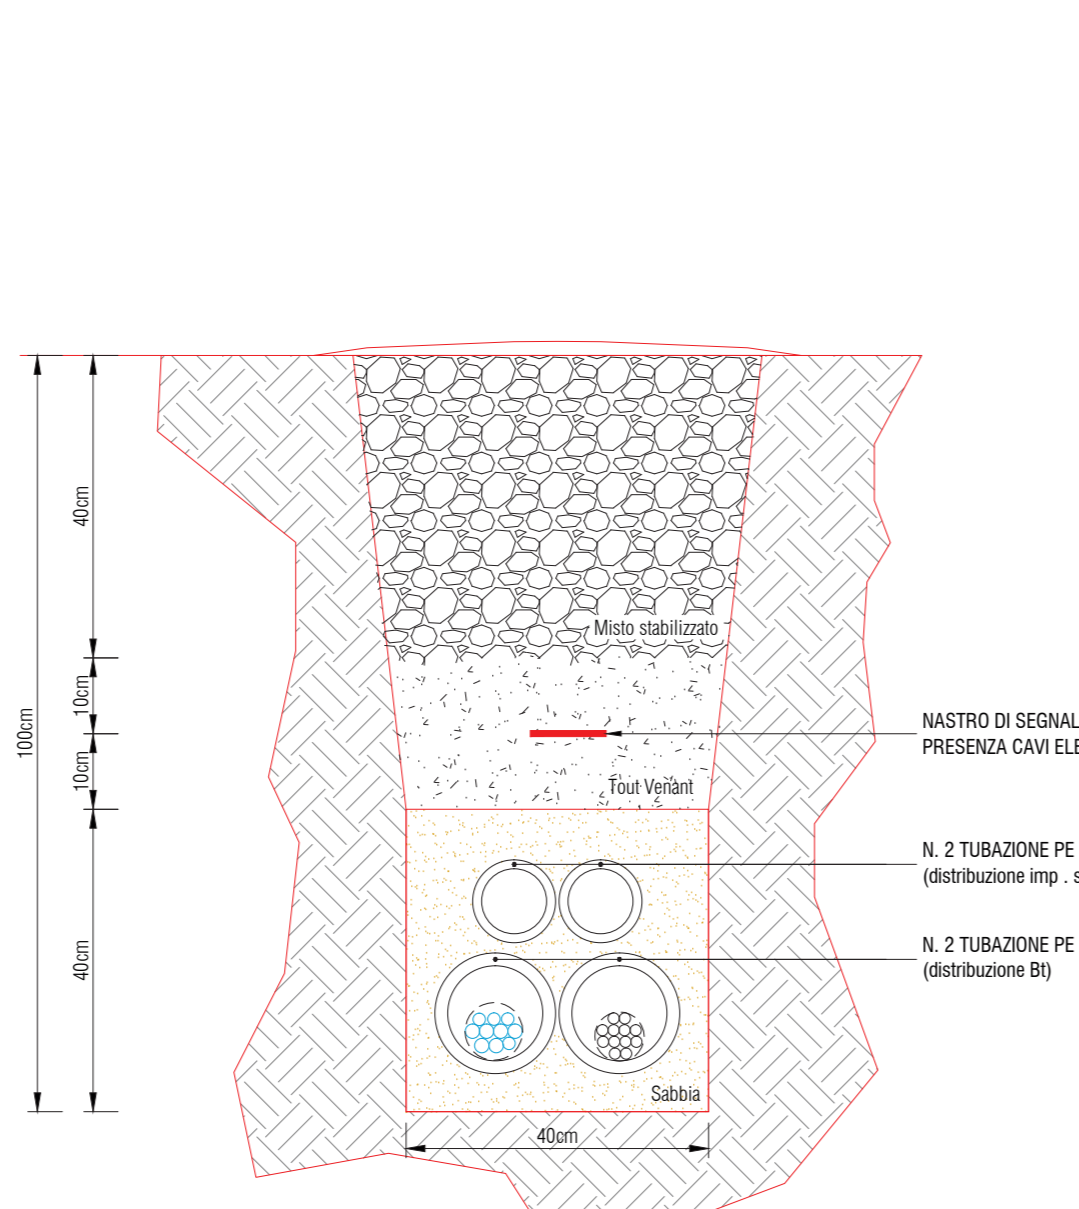 40cm
Misto stabilizzato
10cm
100cm
NASTRO DI SEGNAL
PRESENZA CAVI ELE
10cm
Tout Venant
N. 2 TUBAZIONE PE
(distribuzione imp . s
40cm
N. 2 TUBAZIONE PE
(distribuzione Bt)
Sabbia
40cm